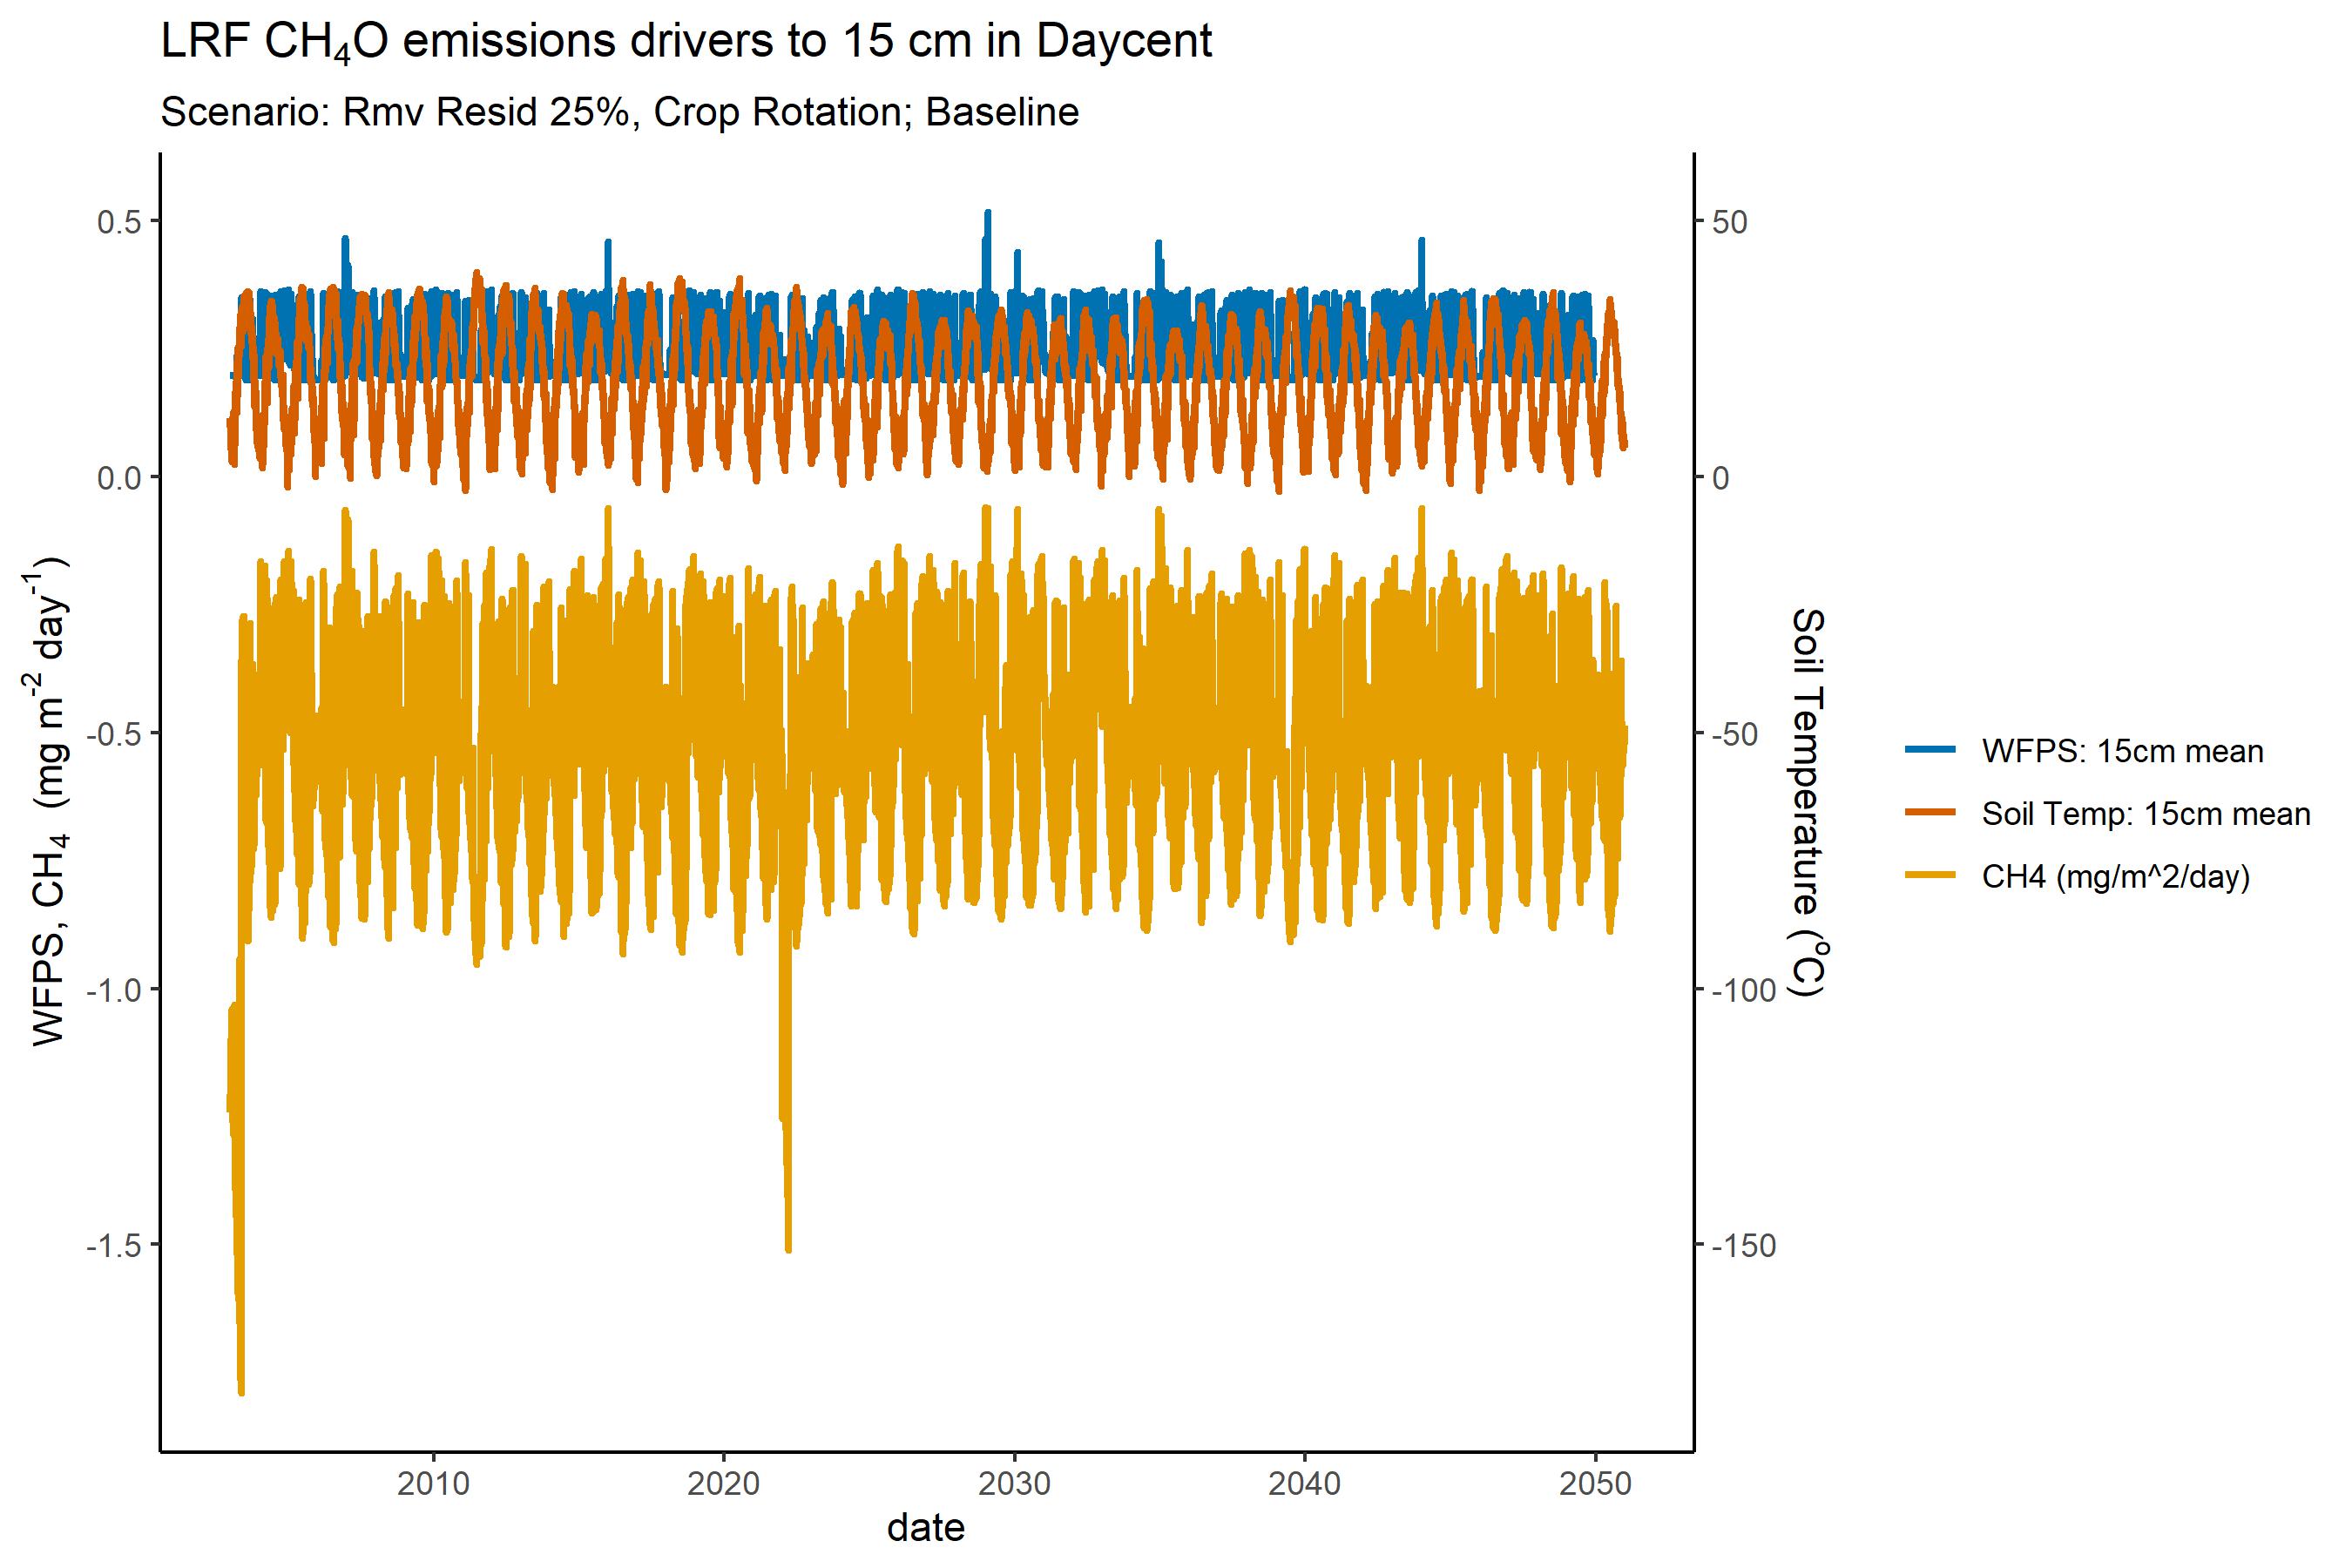 LRF CH₄O emissions drivers to 15 cm in Daycent
Scenario: Rmv Resid 25%, Crop Rotation; Baseline
WFPS, CH₄ (mg m⁻² day⁻¹)
0.5
0.0
-0.5
-1.0
-1.5
50
0
-50
-100
-150
Soil Temperature (ºC)
2010
2020
2030
2040
2050
date
WFPS: 15cm mean
Soil Temp: 15cm mean
CH4 (mg/m^2/day)